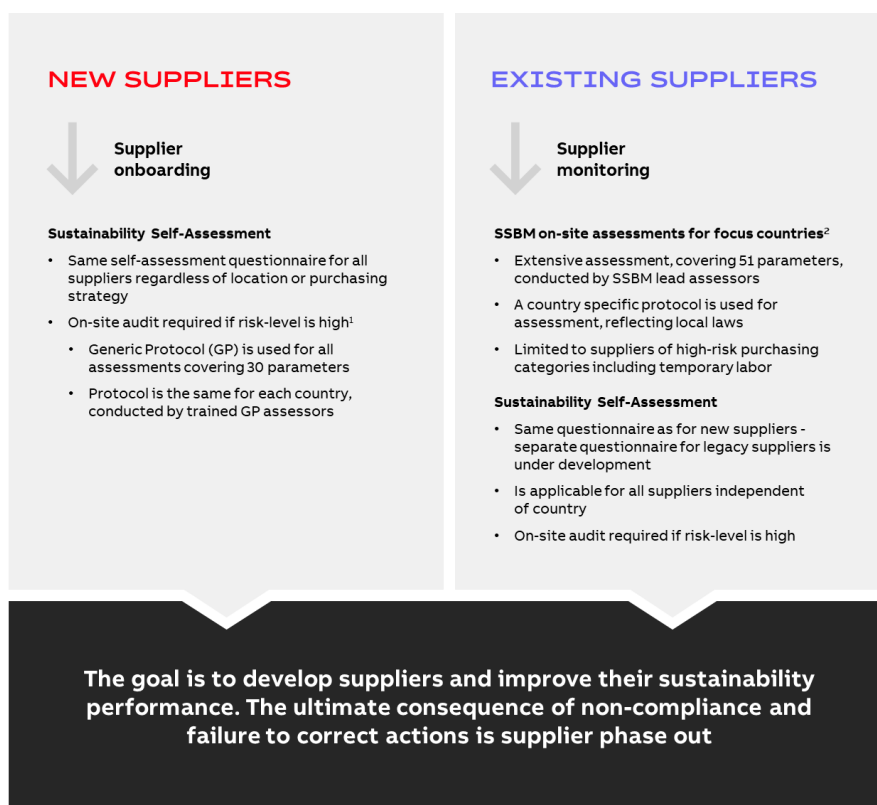 NEW SUPPLIERS
Supplier
onboarding
Sustainability Self-Assessment
• Same self-assessment questionnaire for all
suppliers regardless of location or purchasing
strategy
• On-site audit required if risk-level is high¹
• Generic Protocol (GP) is used for all
assessments covering 30 parameters
• Protocol is the same for each country,
conducted by trained GP assessors
EXISTING SUPPLIERS
Supplier
monitoring
SSBM on-site assessments for focus countries²
• Extensive assessment, covering 51 parameters,
conducted by SSBM lead assessors
• A country specific protocol is used for
assessment, reflecting local laws
• Limited to suppliers of high-risk purchasing
categories including temporary labor
Sustainability Self-Assessment
• Same questionnaire as for new suppliers -
separate questionnaire for legacy suppliers is
under development
• Is applicable for all suppliers independent
of country
• On-site audit required if risk-level is high
The goal is to develop suppliers and improve their sustainability
performance. The ultimate consequence of non-compliance and
failure to correct actions is supplier phase out